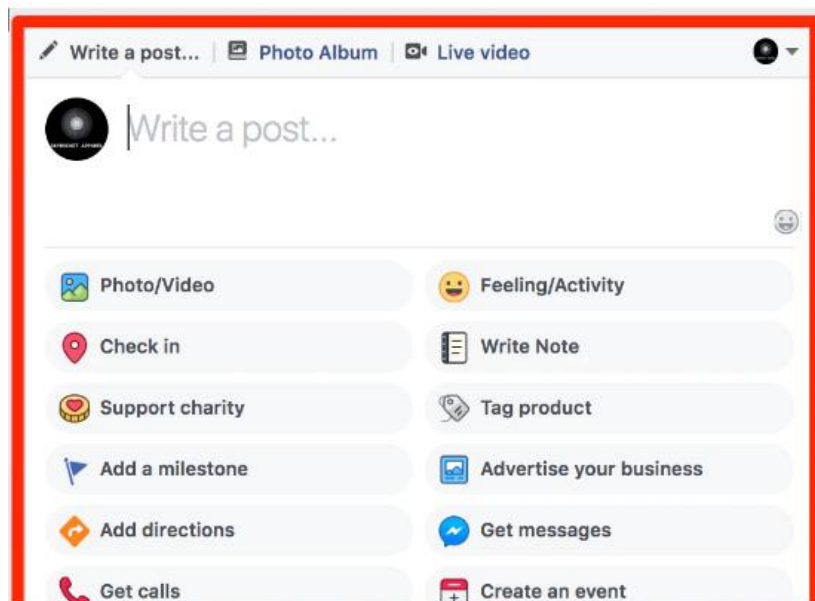 Write a post... Photo Album Live video
Write a post...
Photo/Video Feeling/Activity
Check in Write Note
Support charity Tag product
Add a milestone Advertise your business
Add directions Get messages
Get calls Create an event